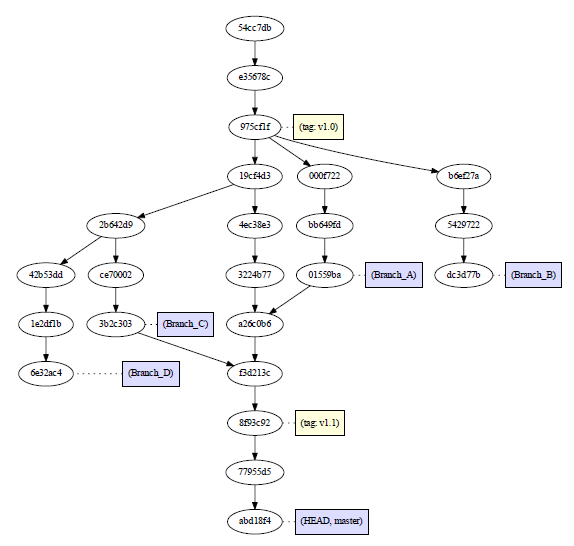 54cc7db
e35678c
975cf1f
(tag: v1.0)
19cf4d3
000f722
b6ef27a
2b642d9
4ec38e3
bb649fd
5429722
42b53dd
ce70002
3224b77
01559ba
(Branch_A)
dc3d77b
(Branch_B)
1e2df1b
3b2c303
(Branch_C)
a26c0b6
6e32ac4
(Branch_D)
f3d213c
8f93c92
(tag: v1.1)
77955d5
abd18f4
(HEAD, master)